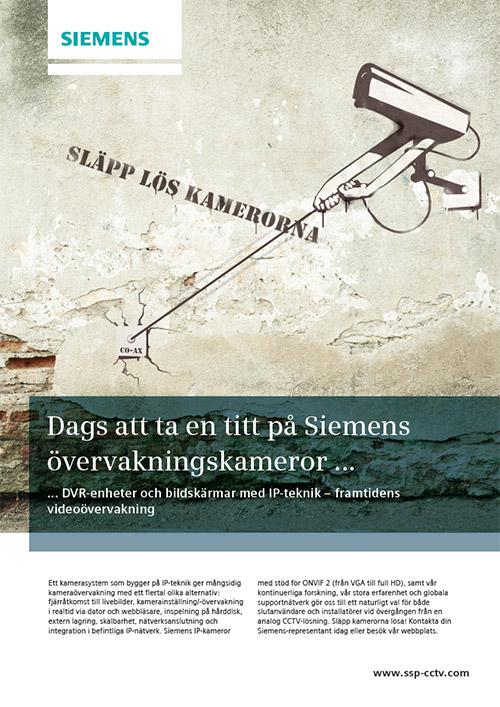 SIEMENS
SLÄPP LÖS KAMERORNA
CO-AX
Dags att ta en titt på Siemens
övervakningskameror ...
... DVR-enheter och bildskärmar med IP-teknik – framtidens
videoövervakning
Ett kamerasystem som bygger på IP-teknik ger mångsidig
kameraövervakning med ett flertal olika alternativ:
fjärråtkomst till livebilder, kamerainställning/-övervakning
i realtid via dator och webbläsare, inspelning på hårddisk,
extern lagring, skalbarhet, nätverksanslutning och
integration i befintliga IP-nätverk. Siemens IP-kameror
med stöd för ONVIF 2 (från VGA till full HD), samt vår
kontinuerliga forskning, vår stora erfarenhet och globala
supportnätverk gör oss till ett naturligt val för både
slutanvändare och installatörer vid övergången från en
analog CCTV-lösning. Släpp kamerorna lösa! Kontakta din
Siemens-representant idag eller besök vår webbplats.
www.ssp-cctv.com